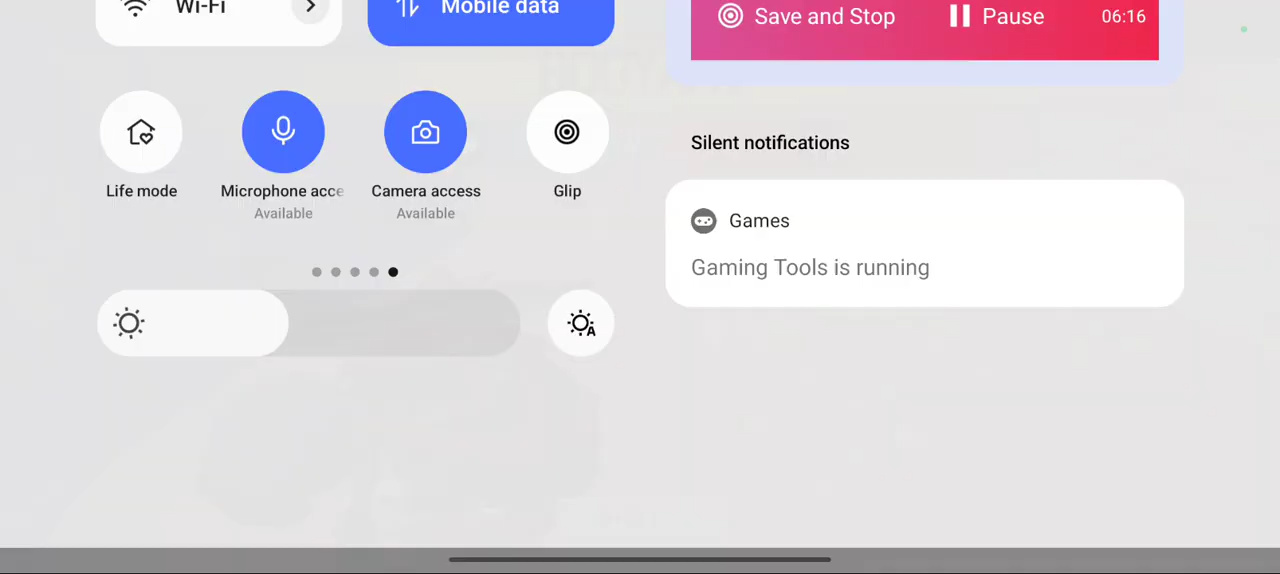 Wi-Fi
Mobile data
Life mode
Microphone acce
Available
Camera access
Available
Glip
A
Save and Stop
Pause
06:16
Silent notifications
Games
Gaming Tools is running